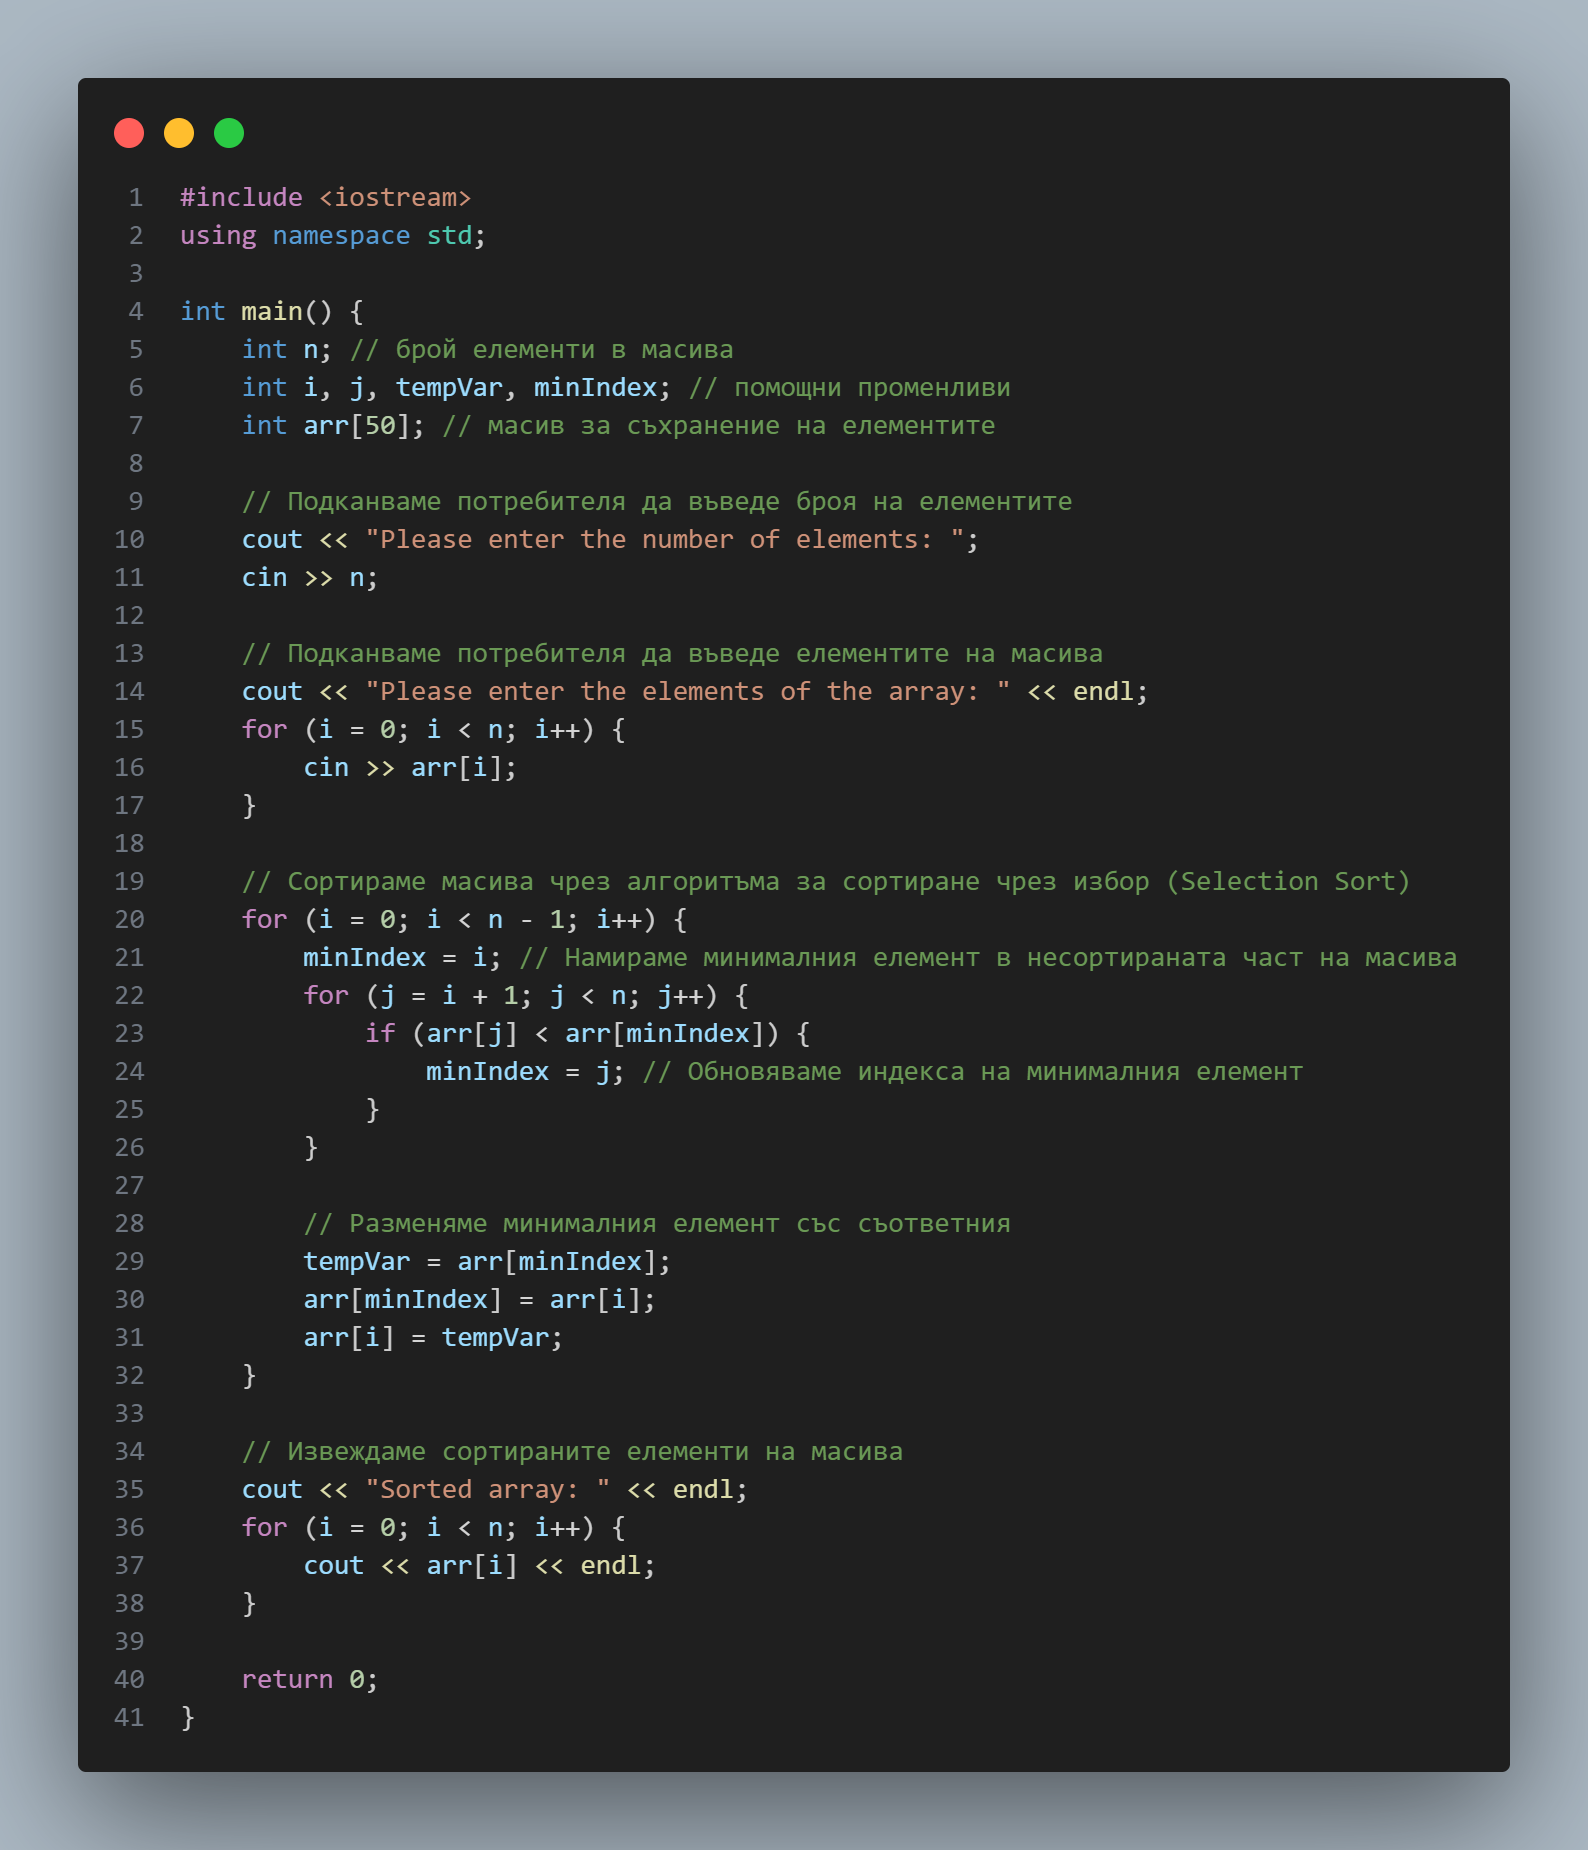 1 #include <iostream>
2 using namespace std;
3
4 int main() {
5     int n; // брой елементи в масива
6     int i, j, tempVar, minIndex; // помощни променливи
7     int arr[50]; // масив за съхранение на елементите
8
9     // Подканваме потребителя да въведе броя на елементите
10     cout << "Please enter the number of elements: ";
11     cin >> n;
12
13     // Подканваме потребителя да въведе елементите на масива
14     cout << "Please enter the elements of the array: " << endl;
15     for (i = 0; i < n; i++) {
16         cin >> arr[i];
17     }
18
19     // Сортираме масива чрез алгоритъма за сортиране чрез избор (Selection Sort)
20     for (i = 0; i < n - 1; i++) {
21         minIndex = i; // Намираме минималния елемент в несортираната част на масива
22         for (j = i + 1; j < n; j++) {
23             if (arr[j] < arr[minIndex]) {
24                 minIndex = j; // Обновяваме индекса на минималния елемент
25             }
26         }
27
28         // Разменяме минималния елемент със съответния
29         tempVar = arr[minIndex];
30         arr[minIndex] = arr[i];
31         arr[i] = tempVar;
32     }
33
34     // Извеждаме сортираните елементи на масива
35     cout << "Sorted array: " << endl;
36     for (i = 0; i < n; i++) {
37         cout << arr[i] << endl;
38     }
39
40     return 0;
41 }